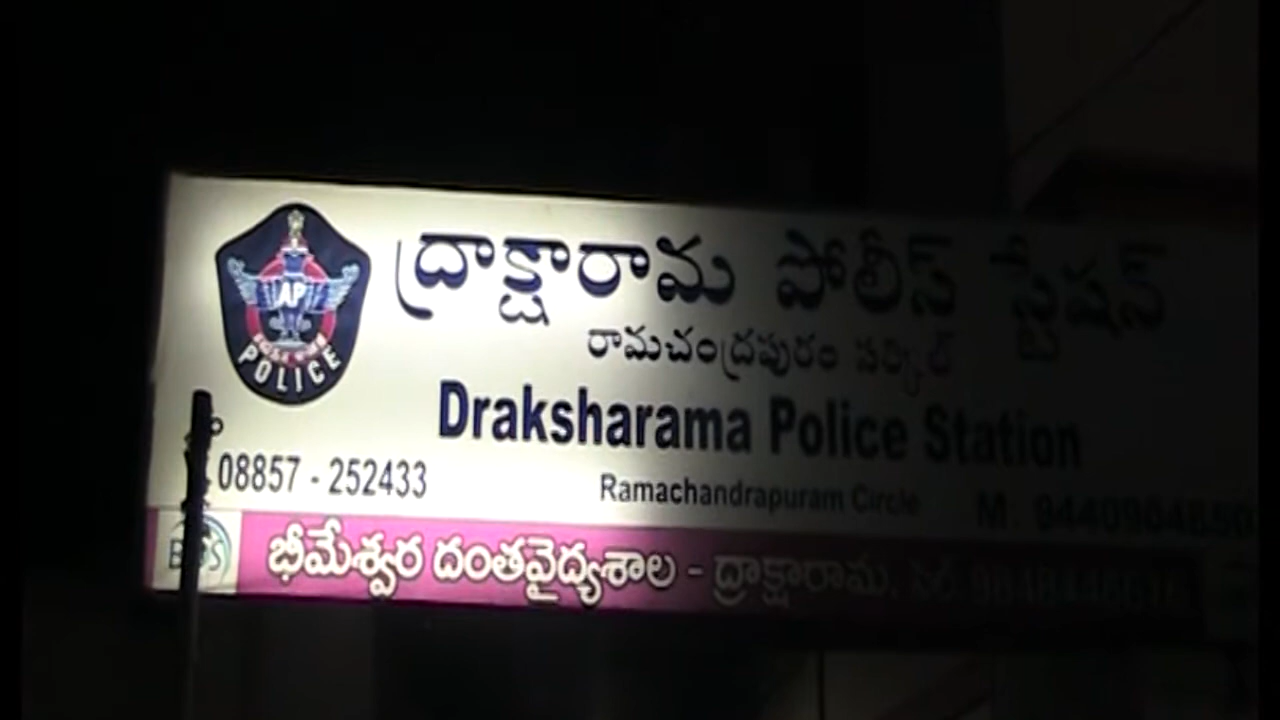 AP
POLICE
ద్రాక్షారామ పోలీస్ స్టేషన్
రామచంద్రపురం సర్కిల్
Draksharama Police Station
08857 - 252433
Ramachandrapuram Circle
M:
భీమేశ్వర దంతవైద్యశాల - ద్రాక్షారామ,